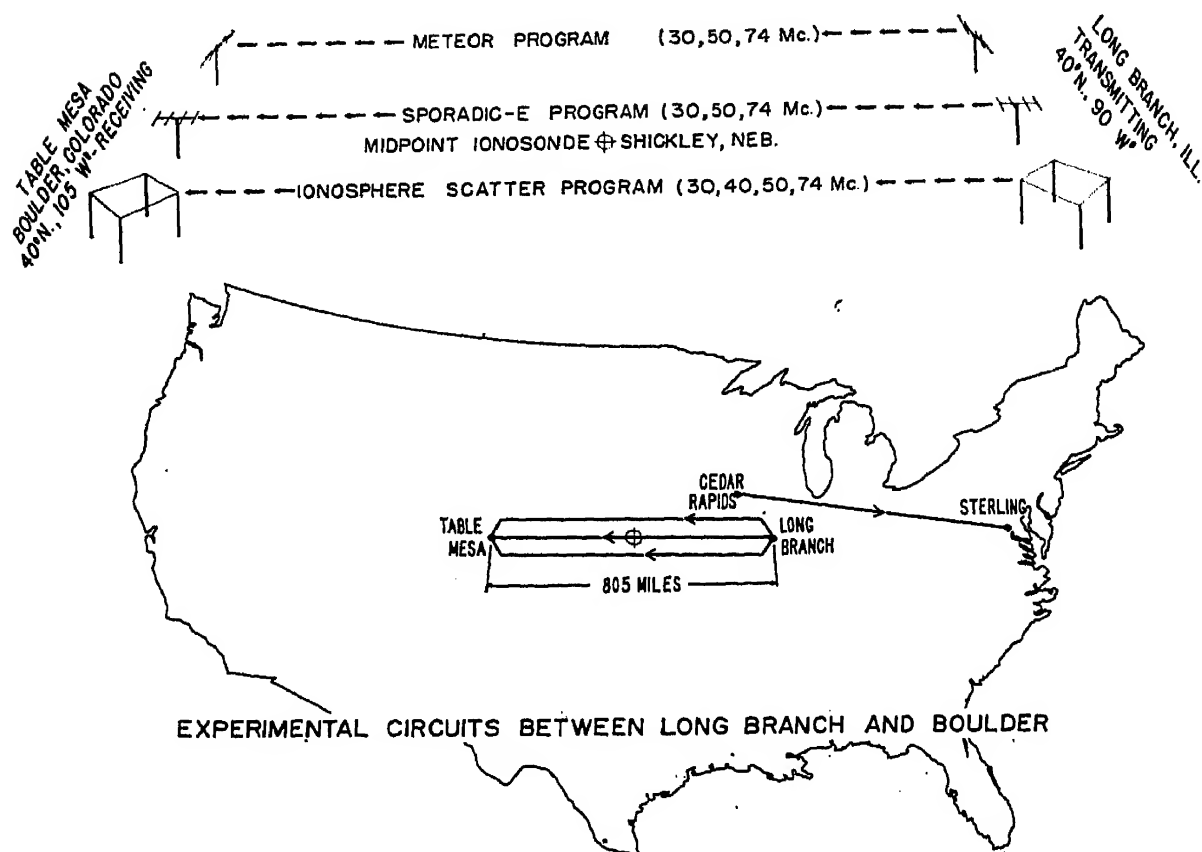 METEOR PROGRAM (30,50,74 Mc.)
SPORADIC-E PROGRAM (30,50,74 Mc.)
MIDPOINT IONOSONDE ⊕ SHICKLEY, NEB.
IONOSPHERE SCATTER PROGRAM (30,40,50,74 Mc.)
TABLE MESA
BOULDER, COLORADO
40°N., 105 W°-RECEIVING
LONG BRANCH, ILL.
TRANSMITTING
40°N., 90 W°
CEDAR
RAPIDS
STERLING
TABLE
MESA
LONG
BRANCH
805 MILES
EXPERIMENTAL CIRCUITS BETWEEN LONG BRANCH AND BOULDER